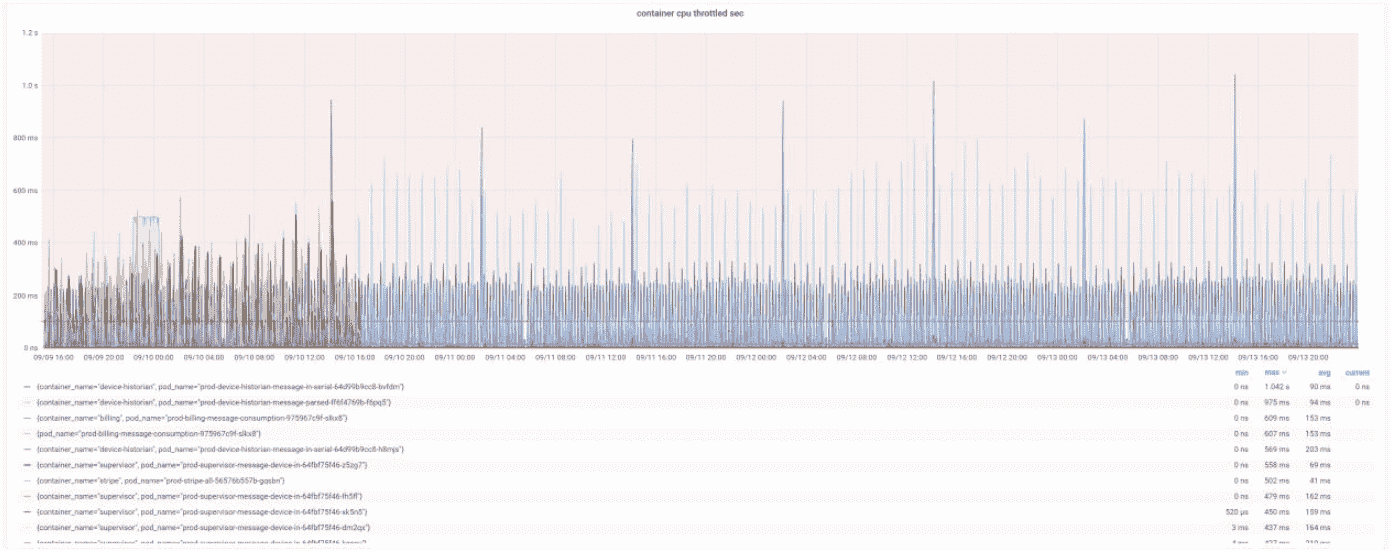 container cpu throttled sec
1.2 s
1.0 s
800 ms
600 ms
400 ms
200 ms
0 ns
09/09 16:00 09/09 20:00 09/10 00:00 09/10 04:00 09/10 08:00 09/10 12:00 09/10 16:00 09/10 20:00 09/11 00:00 09/11 04:00 09/11 08:00 09/11 12:00 09/11 16:00 09/11 20:00 09/12 00:00 09/12 04:00 09/12 08:00 09/12 12:00 09/12 16:00 09/12 20:00 09/13 00:00 09/13 04:00 09/13 08:00 09/13 12:00 09/13 16:00 09/13 20:00
min max avg current
{container_name="device-historian", pod_name="prod-device-historian-message-in-serial-64d99b9cc8-bvfdm"} 0 ns 1.042 s 90 ms 0 ns
{container_name="device-historian", pod_name="prod-device-historian-message-parsed-ff6f4769b-f6pq5"} 0 ns 975 ms 94 ms 0 ns
{container_name="billing", pod_name="prod-billing-message-consumption-975967c9f-slkx8"} 0 ns 609 ms 153 ms
{pod_name="prod-billing-message-consumption-975967c9f-slkx8"} 0 ns 607 ms 153 ms
{container_name="device-historian", pod_name="prod-device-historian-message-in-serial-64d99b9cc8-h8mjs"} 0 ns 569 ms 203 ms
{container_name="supervisor", pod_name="prod-supervisor-message-device-in-64fbf75f46-z5zg7"} 0 ns 558 ms 69 ms
{container_name="stripe", pod_name="prod-stripe-all-56576b557b-gqsbn"} 0 ns 502 ms 41 ms
{container_name="supervisor", pod_name="prod-supervisor-message-device-in-64fbf75f46-fh5fl"} 0 ns 479 ms 162 ms
{container_name="supervisor", pod_name="prod-supervisor-message-device-in-64fbf75f46-xk5n5"} 520 µs 450 ms 159 ms
{container_name="supervisor", pod_name="prod-supervisor-message-device-in-64fbf75f46-dm2qs"} 3 ms 437 ms 164 ms